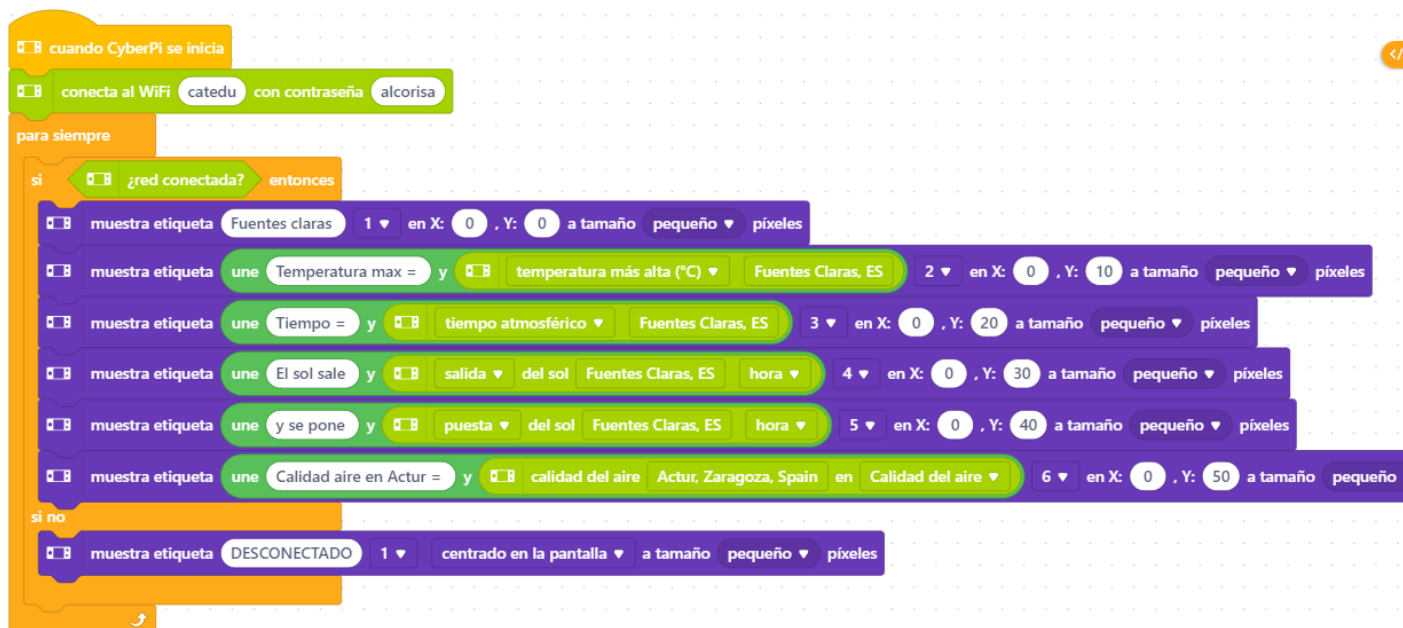 cuando CyberPi se inicia
conecta al WiFi catedu con contraseña alcorisa
para siempre
si ¿red conectada? entonces
muestra etiqueta Fuentes claras 1 en X: 0 , Y: 0 a tamaño pequeño píxeles
muestra etiqueta une Temperatura max = y temperatura más alta (°C) Fuentes Claras, ES 2 en X: 0 , Y: 10 a tamaño pequeño píxeles
muestra etiqueta une Tiempo = y tiempo atmosférico Fuentes Claras, ES 3 en X: 0 , Y: 20 a tamaño pequeño píxeles
muestra etiqueta une El sol sale y salida del sol Fuentes Claras, ES hora 4 en X: 0 , Y: 30 a tamaño pequeño píxeles
muestra etiqueta une y se pone y puesta del sol Fuentes Claras, ES hora 5 en X: 0 , Y: 40 a tamaño pequeño píxeles
muestra etiqueta une Calidad aire en Actur = y calidad del aire Actur, Zaragoza, Spain en Calidad del aire 6 en X: 0 , Y: 50 a tamaño pequeño
si no
muestra etiqueta DESCONECTADO 1 centrado en la pantalla a tamaño pequeño píxeles